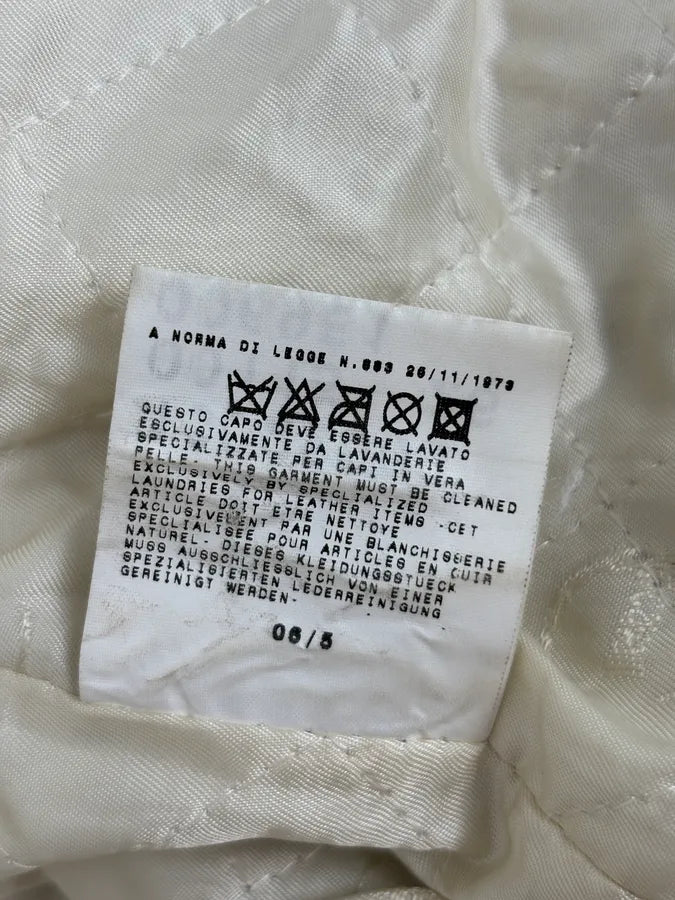 A NORMA DI LEGGE N.883 26/11/1973
QUESTO CAPO DEVE ESSERE LAVATO
ESCLUSIVAMENTE DA LAVANDERIE
SPECIALIZZATE PER CAPI IN VERA
PELLE. THIS GARMENT MUST BE CLEANED
EXCLUSIVELY BY SPECLIALIZED
LAUNDRIES FOR LEATHER ITEMS -CET
ARTICLE DOIT ETRE NETTOYE
EXCLUSIVEMENT PAR UNE BLANCHISSERIE
SPECLIALISEE POUR ARTICLES EN CUIR
NATUREL- DIESES KLEIDUNGSSTUECK
MUSS AUSSCHLIESSLICH VON EINER
SPEZIALISIERTEN LEDERREINIGUNG
GEREINIGT WERDEN-
06/5